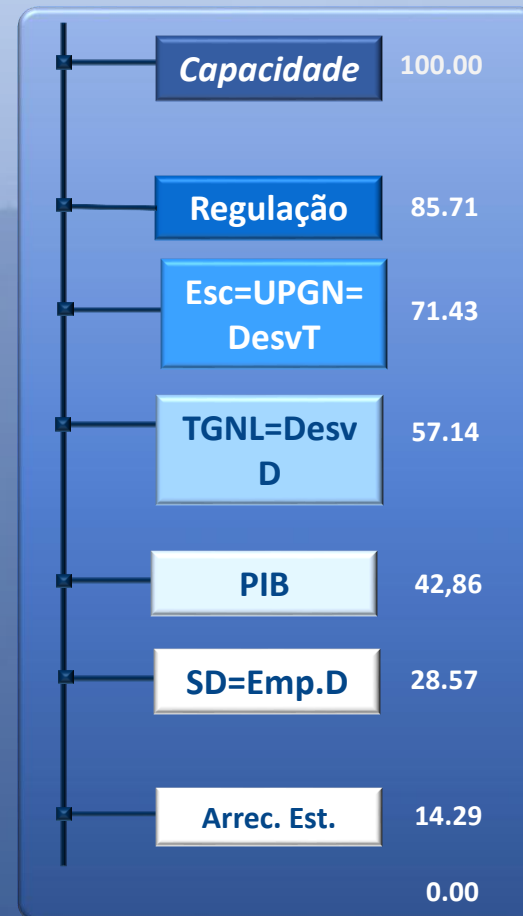 Capacidade 100.00
Regulação 85.71
Esc=UPGN=
DesvT
71.43
TGNL=Desv
D
57.14
PIB 42,86
SD=Emp.D 28.57
Arrec. Est. 14.29
0.00